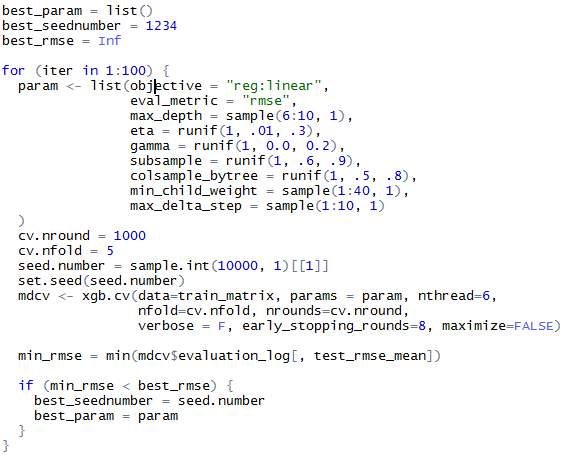 best_param = list()
best_seednumber = 1234
best_rmse = Inf

for (iter in 1:100) {
  param <- list(objective = "reg:linear",
                eval_metric = "rmse",
                max_depth = sample(6:10, 1),
                eta = runif(1, .01, .3),
                gamma = runif(1, 0.0, 0.2),
                subsample = runif(1, .6, .9),
                colsample_bytree = runif(1, .5, .8),
                min_child_weight = sample(1:40, 1),
                max_delta_step = sample(1:10, 1)
  )
  cv.nround = 1000
  cv.nfold = 5
  seed.number = sample.int(10000, 1)[[1]]
  set.seed(seed.number)
  mdcv <- xgb.cv(data=train_matrix, params = param, nthread=6,
                 nfold=cv.nfold, nrounds=cv.nround,
                 verbose = F, early_stopping_rounds=8, maximize=FALSE)

  min_rmse = min(mdcv$evaluation_log[, test_rmse_mean])

  if (min_rmse < best_rmse) {
    best_seednumber = seed.number
    best_param = param
  }
}